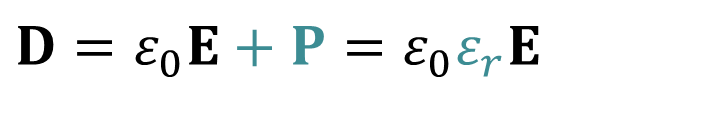 D = ε₀E + P = ε₀εᵣE